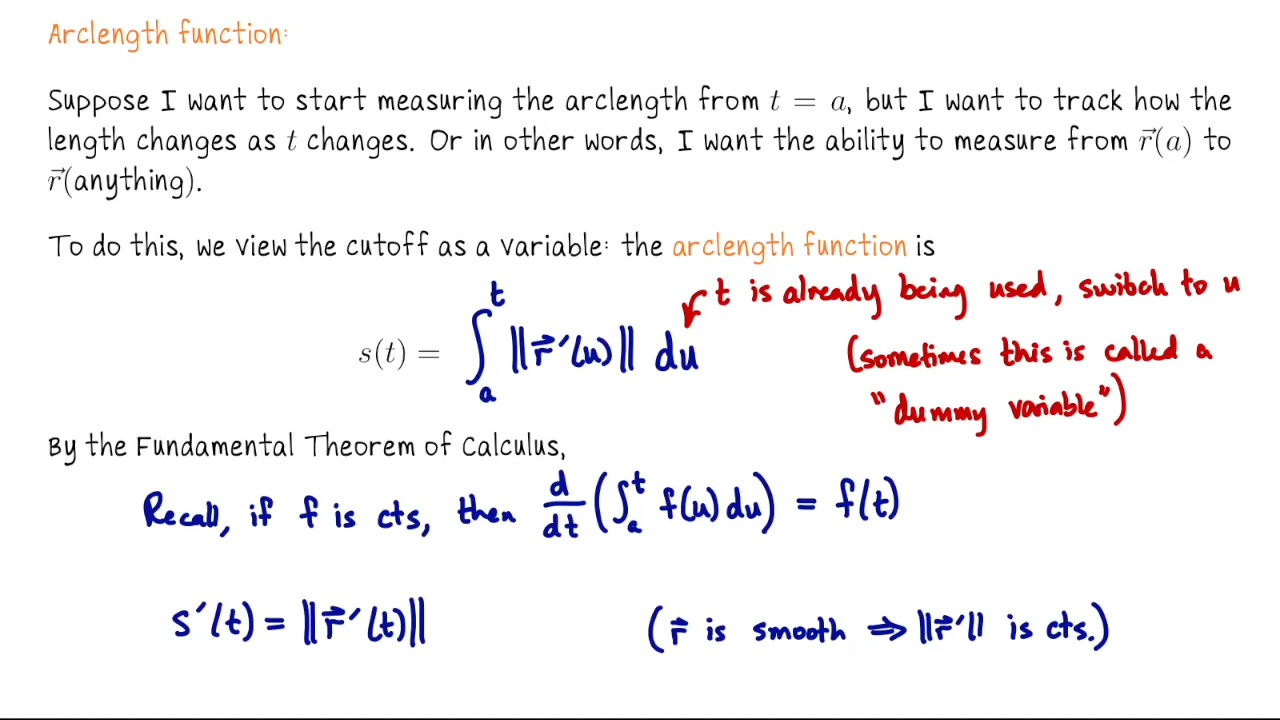 Arclength function:
Suppose I want to start measuring the arclength from t = a, but I want to track how the
length changes as t changes. Or in other words, I want the ability to measure from r⃗(a) to
r⃗(anything).
To do this, we view the cutoff as a variable: the arclength function is
s(t) = ∫ₐᵗ ‖r⃗′(u)‖ du
t is already being used, switch to u
(sometimes this is called a
"dummy variable")
By the Fundamental Theorem of Calculus,
Recall, if f is cts, then d/dt (∫ₐᵗ f(u) du) = f(t)
s′(t) = ‖r⃗′(t)‖ (r⃗ is smooth ⇒ ‖r⃗′‖ is cts.)